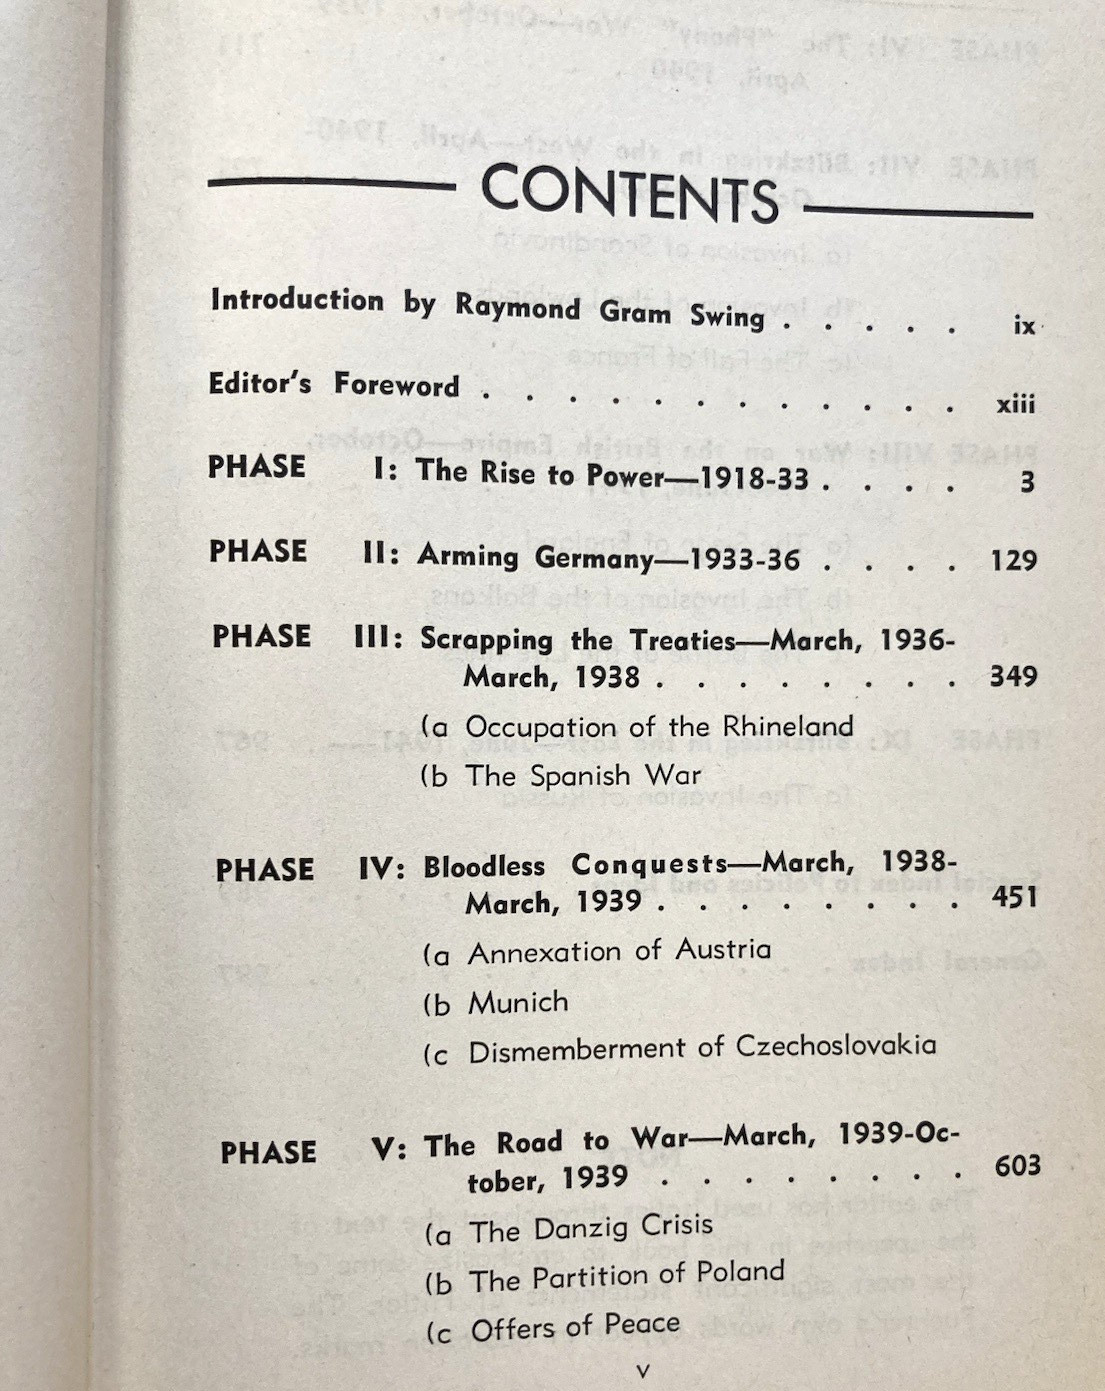 CONTENTS
Introduction by Raymond Gram Swing . . . . . ix
Editor's Foreword . . . . . . . . . . . . xiii
PHASE I: The Rise to Power—1918-33 . . . . 3
PHASE II: Arming Germany—1933-36 . . . . 129
PHASE III: Scrapping the Treaties—March, 1936-
March, 1938 . . . . . . . . 349
(a Occupation of the Rhineland
(b The Spanish War
PHASE IV: Bloodless Conquests—March, 1938-
March, 1939 . . . . . . . . 451
(a Annexation of Austria
(b Munich
(c Dismemberment of Czechoslovakia
PHASE V: The Road to War—March, 1939-Oc-
tober, 1939 . . . . . . . . 603
(a The Danzig Crisis
(b The Partition of Poland
(c Offers of Peace
v